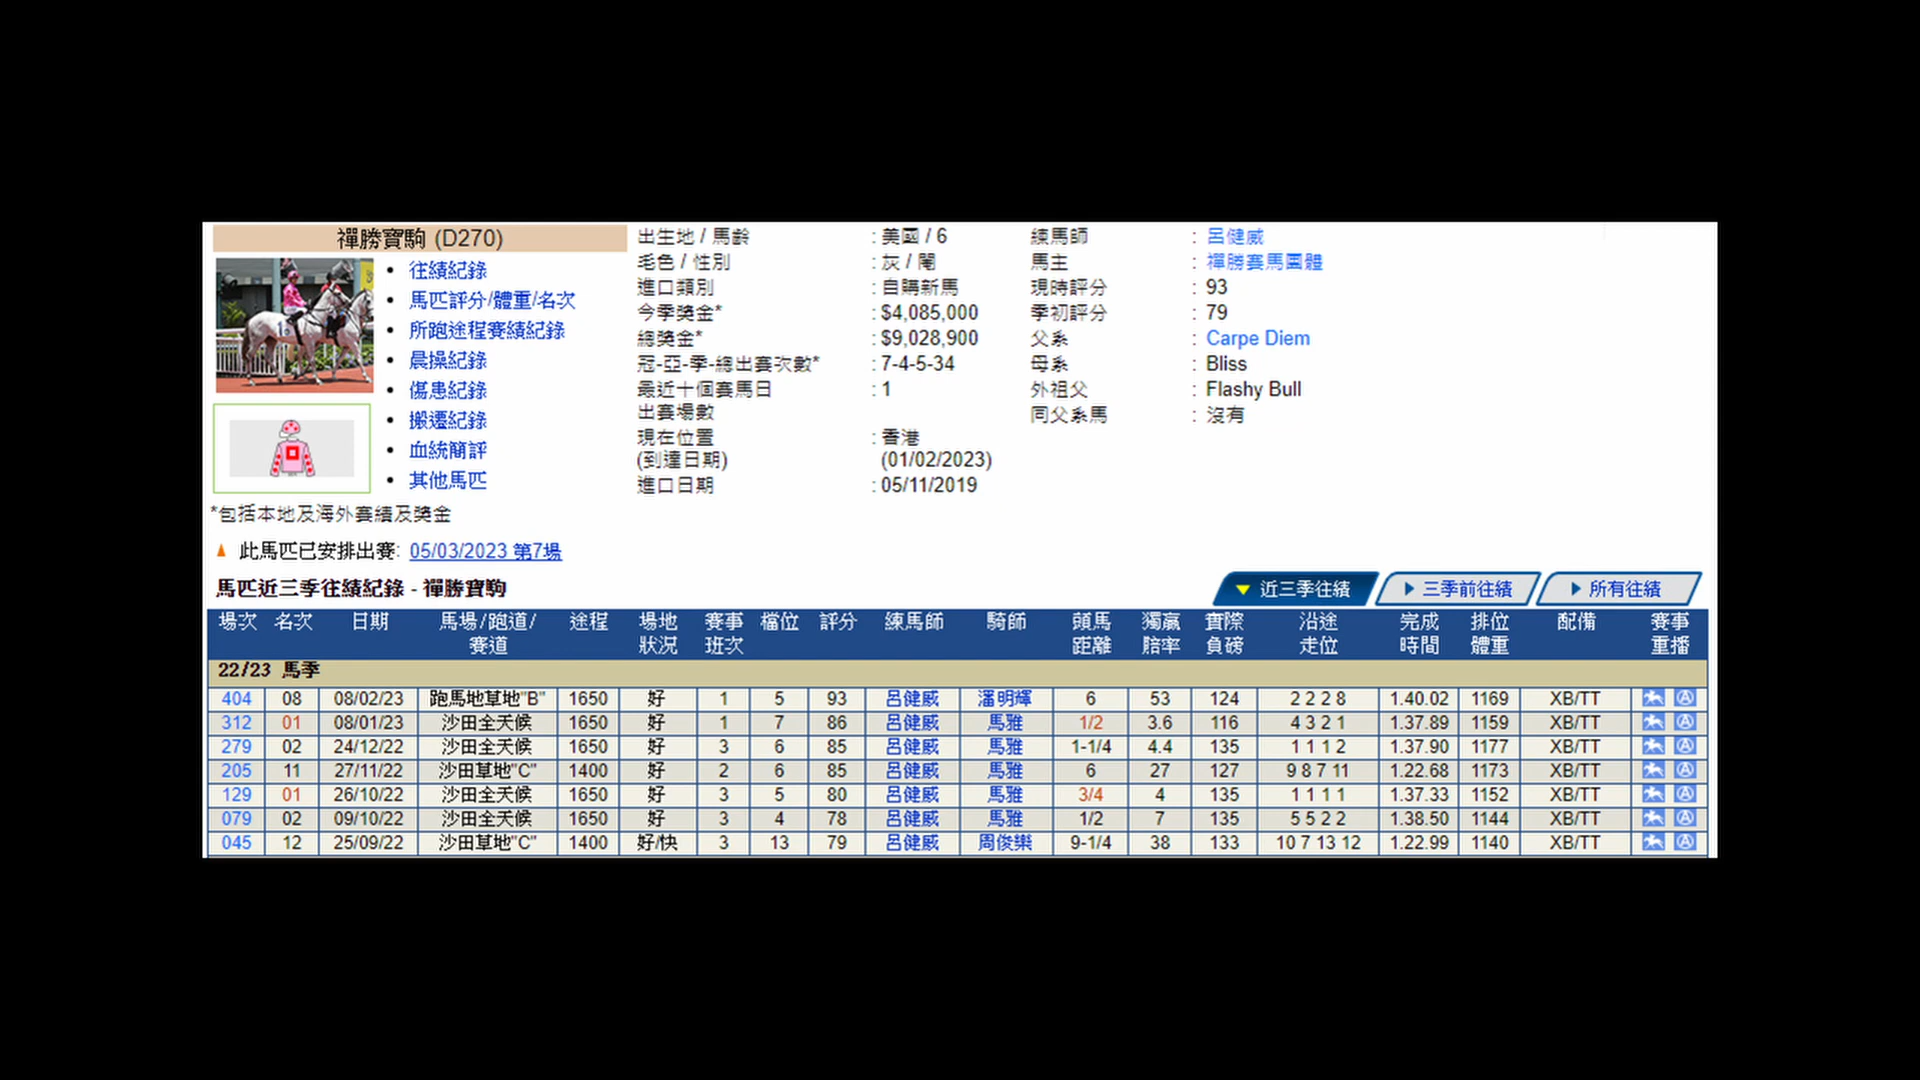 禪勝寶駒 (D270)
• 往績紀錄
• 馬匹評分/體重/名次
• 所跑途程賽績紀錄
• 晨操紀錄
• 傷患紀錄
• 搬遷紀錄
• 血統簡評
• 其他馬匹
出生地 / 馬齡 : 美國 / 6
毛色 / 性別 : 灰 / 閹
進口類別 : 自購新馬
今季獎金* : $4,085,000
總獎金* : $9,028,900
冠-亞-季-總出賽次數* : 7-4-5-34
最近十個賽馬日 : 1
出賽場數
現在位置 : 香港
(到達日期) (01/02/2023)
進口日期 : 05/11/2019
練馬師 : 呂健威
馬主 : 禪勝賽馬團體
現時評分 : 93
季初評分 : 79
父系 : Carpe Diem
母系 : Bliss
外祖父 : Flashy Bull
同父系馬 : 沒有
*包括本地及海外賽績及獎金
此馬匹已安排出賽: 05/03/2023 第7場
馬匹近三季往績紀錄 - 禪勝寶駒
近三季往績 三季前往績 所有往績
場次 名次 日期 馬場/跑道/ 途程 場地 賽事 檔位 評分 練馬師 騎師 頭馬 獨贏 實際 沿途 完成 排位 配備 賽事
賽道 狀況 班次 距離 賠率 負磅 走位 時間 體重 重播
22/23 馬季
404 08 08/02/23 跑馬地草地"B" 1650 好 1 5 93 呂健威 潘明輝 6 53 124 2 2 2 8 1.40.02 1169 XB/TT
312 01 08/01/23 沙田全天候 1650 好 1 7 86 呂健威 馬雅 1/2 3.6 116 4 3 2 1 1.37.89 1159 XB/TT
279 02 24/12/22 沙田全天候 1650 好 3 6 85 呂健威 馬雅 1-1/4 4.4 135 1 1 1 2 1.37.90 1177 XB/TT
205 11 27/11/22 沙田草地"C" 1400 好 2 6 85 呂健威 馬雅 6 27 127 9 8 7 11 1.22.68 1173 XB/TT
129 01 26/10/22 沙田全天候 1650 好 3 5 80 呂健威 馬雅 3/4 4 135 1 1 1 1 1.37.33 1152 XB/TT
079 02 09/10/22 沙田全天候 1650 好 3 4 78 呂健威 馬雅 1/2 7 135 5 5 2 2 1.38.50 1144 XB/TT
045 12 25/09/22 沙田草地"C" 1400 好/快 3 13 79 呂健威 周俊樂 9-1/4 38 133 10 7 13 12 1.22.99 1140 XB/TT